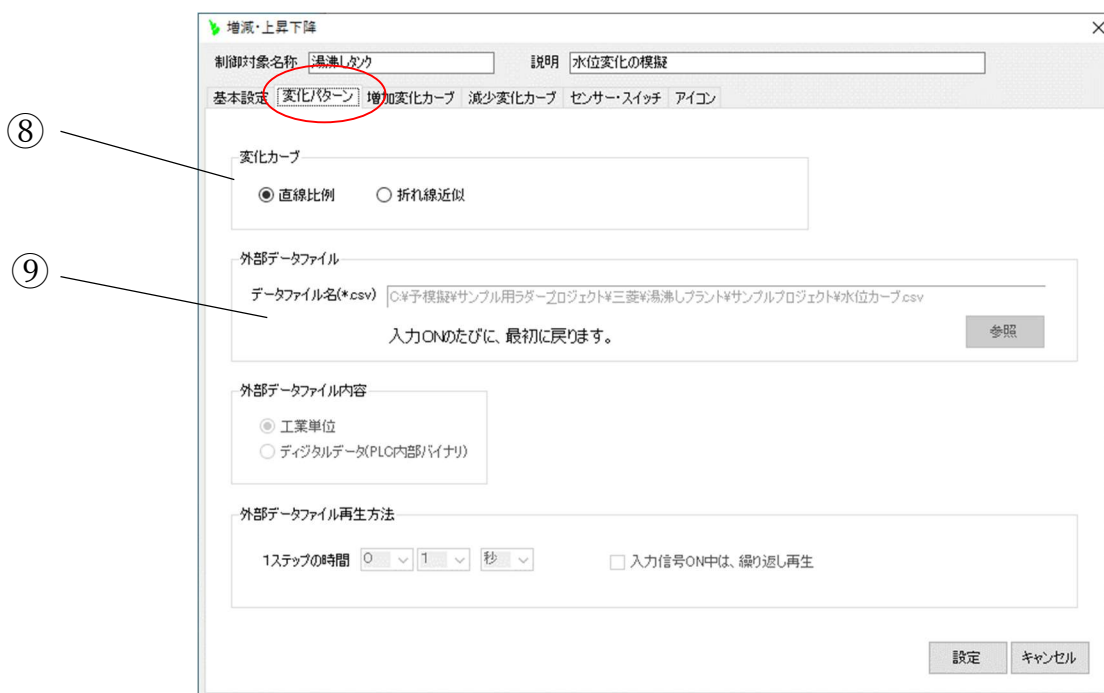 増減・上昇下降
制御対象名称 湯沸しタンク 説明 水位変化の模擬
基本設定 変化パターン 増加変化カーブ 減少変化カーブ センサー・スイッチ アイコン
⑧
変化カーブ
直線比例 折れ線近似
⑨
外部データファイル
データファイル名(*.csv) C:¥予模擬¥サンプル用ラダープロジェクト¥三菱¥湯沸しプラント¥サンプルプロジェクト¥水位カーブ.csv
入力ONのたびに、最初に戻ります。
参照
外部データファイル内容
工業単位
ディジタルデータ(PLC内部バイナリ)
外部データファイル再生方法
1ステップの時間 0 1 秒 入力信号ON中は、繰り返し再生
設定 キャンセル